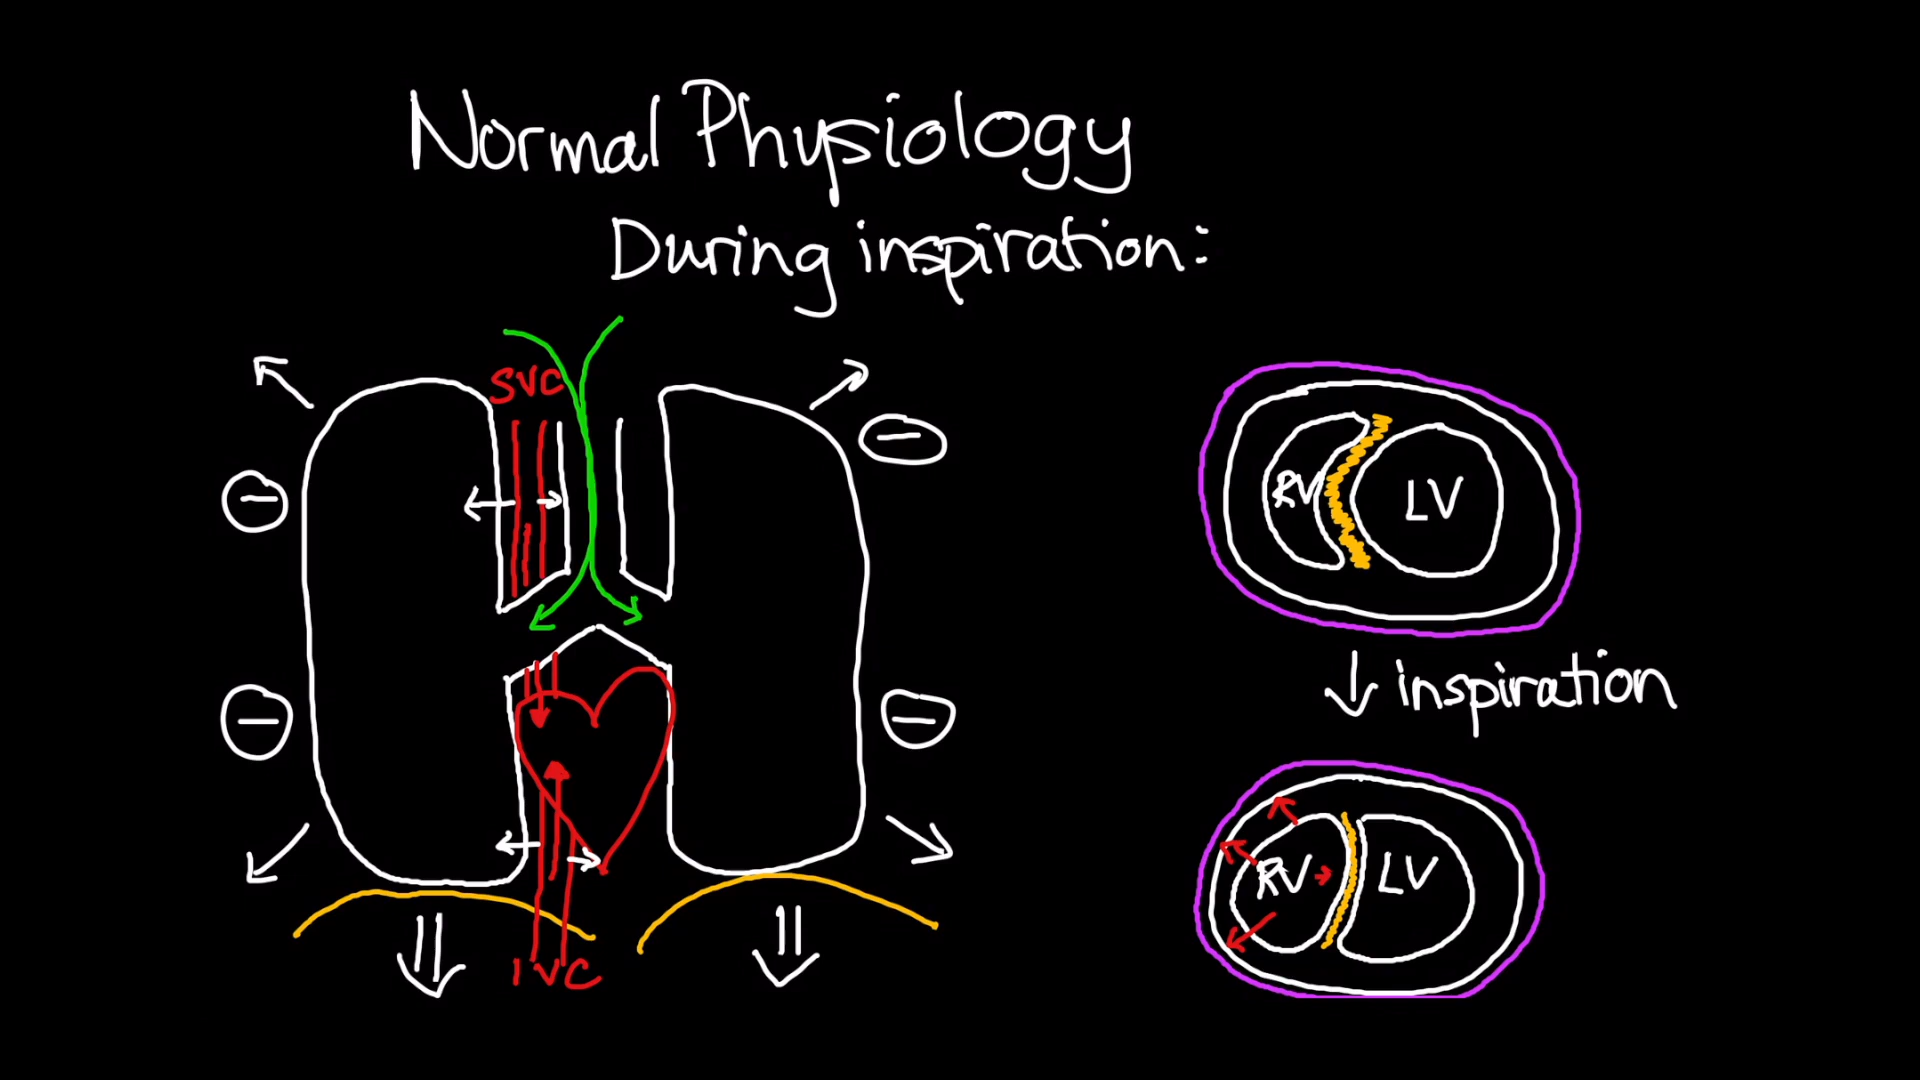 Normal Physiology
During inspiration:
SVC
−
−
RV LV
↓ inspiration
−
−
RV LV
IVC